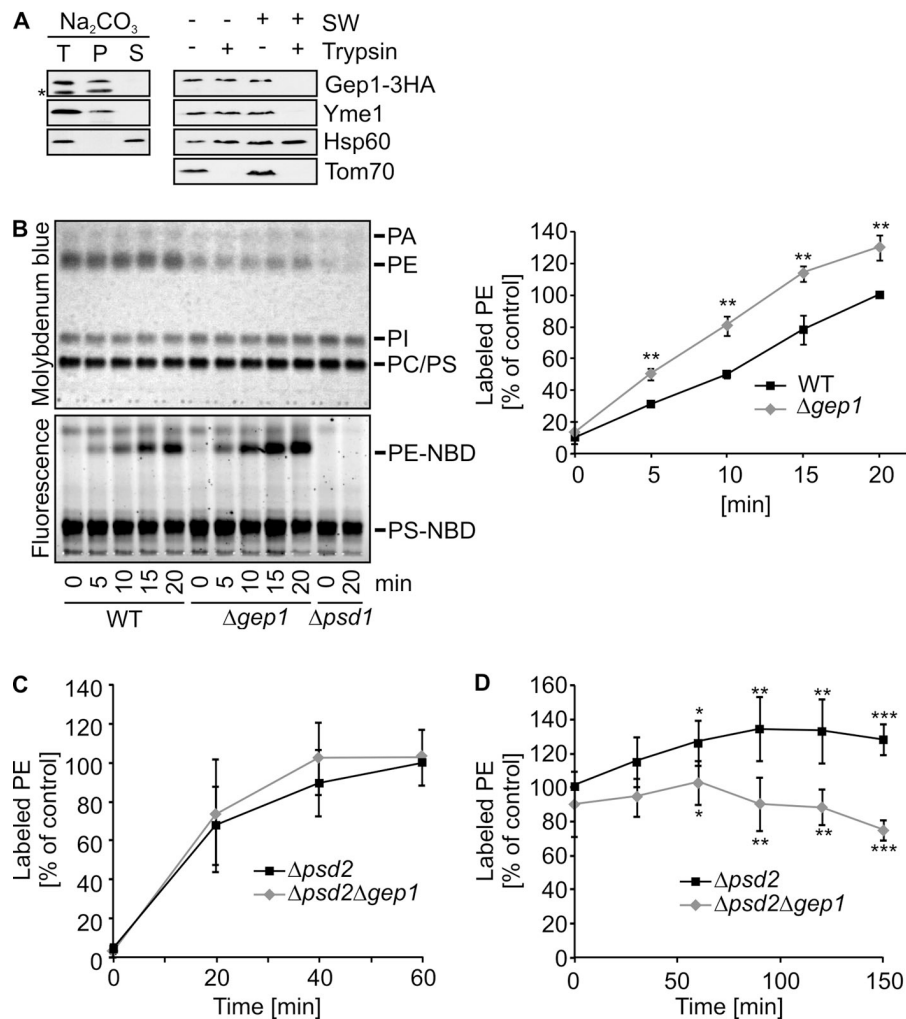 A
Na₂CO₃
T P S
*
- - + + SW
- + - + Trypsin
Gep1-3HA
Yme1
Hsp60
Tom70
B
Molybdenum blue
PA
PE
PI
PC/PS
Fluorescence
PE-NBD
PS-NBD
0 5 10 15 20 0 5 10 15 20 0 20 min
WT Δgep1 Δpsd1
Labeled PE
[% of control]
140
120
100
80
60
40
20
0
** ** ** **
WT
Δgep1
0 5 10 15 20
[min]
C
Labeled PE
[% of control]
140
120
100
80
60
40
20
0
Δpsd2
Δpsd2Δgep1
0 20 40 60
Time [min]
D
Labeled PE
[% of control]
160
140
120
100
80
60
40
20
0
* ** ** ***
* ** ** ***
Δpsd2
Δpsd2Δgep1
0 50 100 150
Time [min]